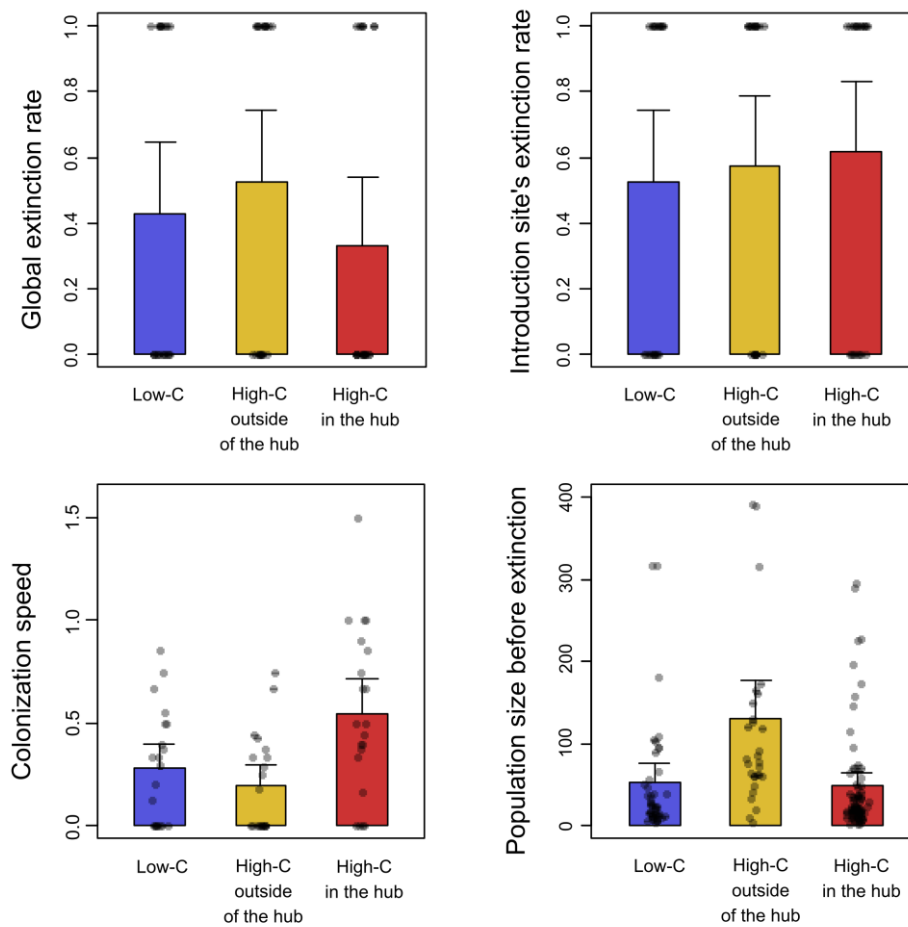 Global extinction rate
1.0
0.8
0.6
0.4
0.2
0.0
Low-C
High-C
outside
of the hub
High-C
in the hub
Introduction site's extinction rate
1.0
0.8
0.6
0.4
0.2
0.0
Low-C
High-C
outside
of the hub
High-C
in the hub
Colonization speed
1.5
1.0
0.5
0.0
Low-C
High-C
outside
of the hub
High-C
in the hub
Population size before extinction
400
300
200
100
0
Low-C
High-C
outside
of the hub
High-C
in the hub